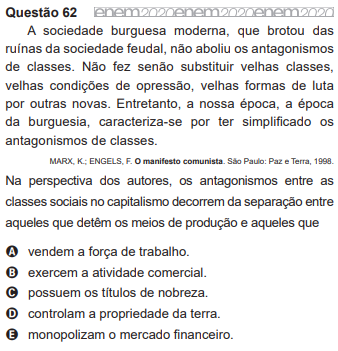 Questão 62 enem2020enem2020enem2020
A sociedade burguesa moderna, que brotou das
ruínas da sociedade feudal, não aboliu os antagonismos
de classes. Não fez senão substituir velhas classes,
velhas condições de opressão, velhas formas de luta
por outras novas. Entretanto, a nossa época, a época
da burguesia, caracteriza-se por ter simplificado os
antagonismos de classes.
MARX, K.; ENGELS, F. O manifesto comunista. São Paulo: Paz e Terra, 1998.
Na perspectiva dos autores, os antagonismos entre as
classes sociais no capitalismo decorrem da separação entre
aqueles que detêm os meios de produção e aqueles que
A vendem a força de trabalho.
B exercem a atividade comercial.
C possuem os títulos de nobreza.
D controlam a propriedade da terra.
E monopolizam o mercado financeiro.